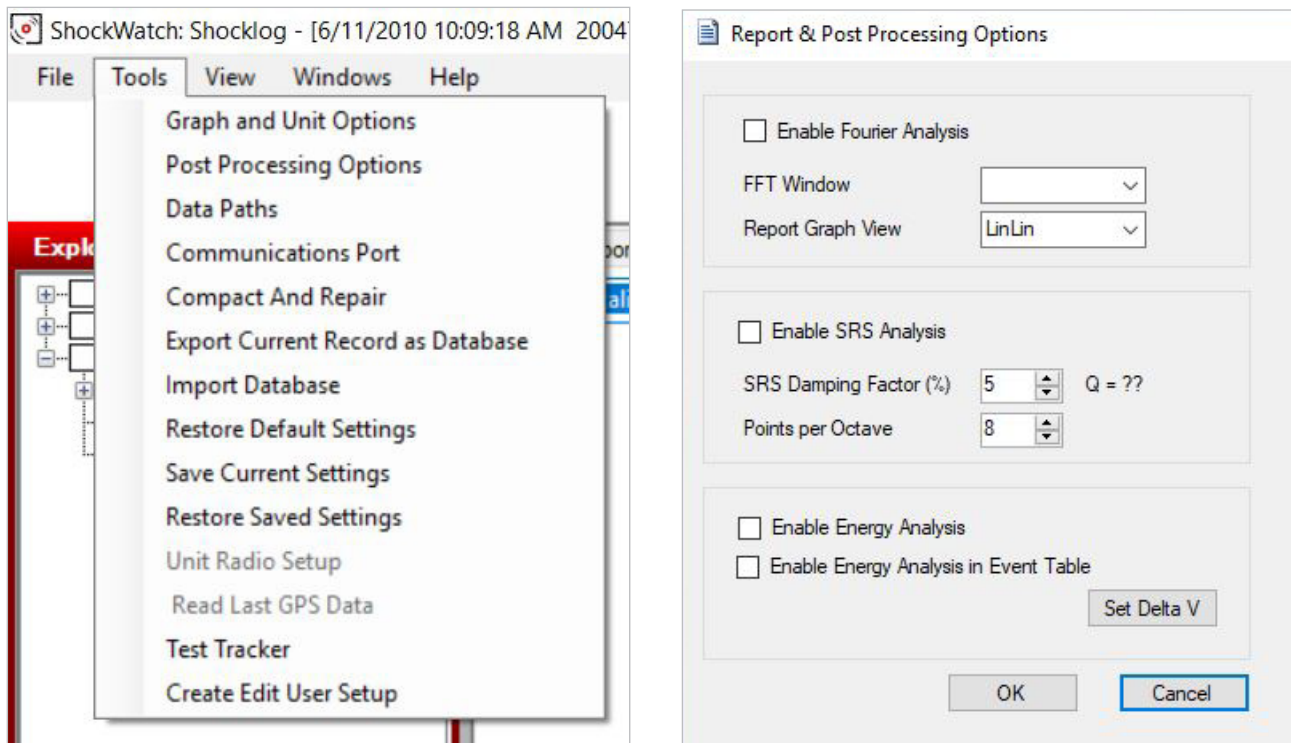 ShockWatch: Shocklog - [6/11/2010 10:09:18 AM 2004
File Tools View Windows Help
Graph and Unit Options
Post Processing Options
Data Paths
Communications Port
Compact And Repair
Export Current Record as Database
Import Database
Restore Default Settings
Save Current Settings
Restore Saved Settings
Unit Radio Setup
Read Last GPS Data
Test Tracker
Create Edit User Setup
Report & Post Processing Options
Enable Fourier Analysis
FFT Window
Report Graph View LinLin
Enable SRS Analysis
SRS Damping Factor (%) 5 Q = ??
Points per Octave 8
Enable Energy Analysis
Enable Energy Analysis in Event Table
Set Delta V
OK Cancel